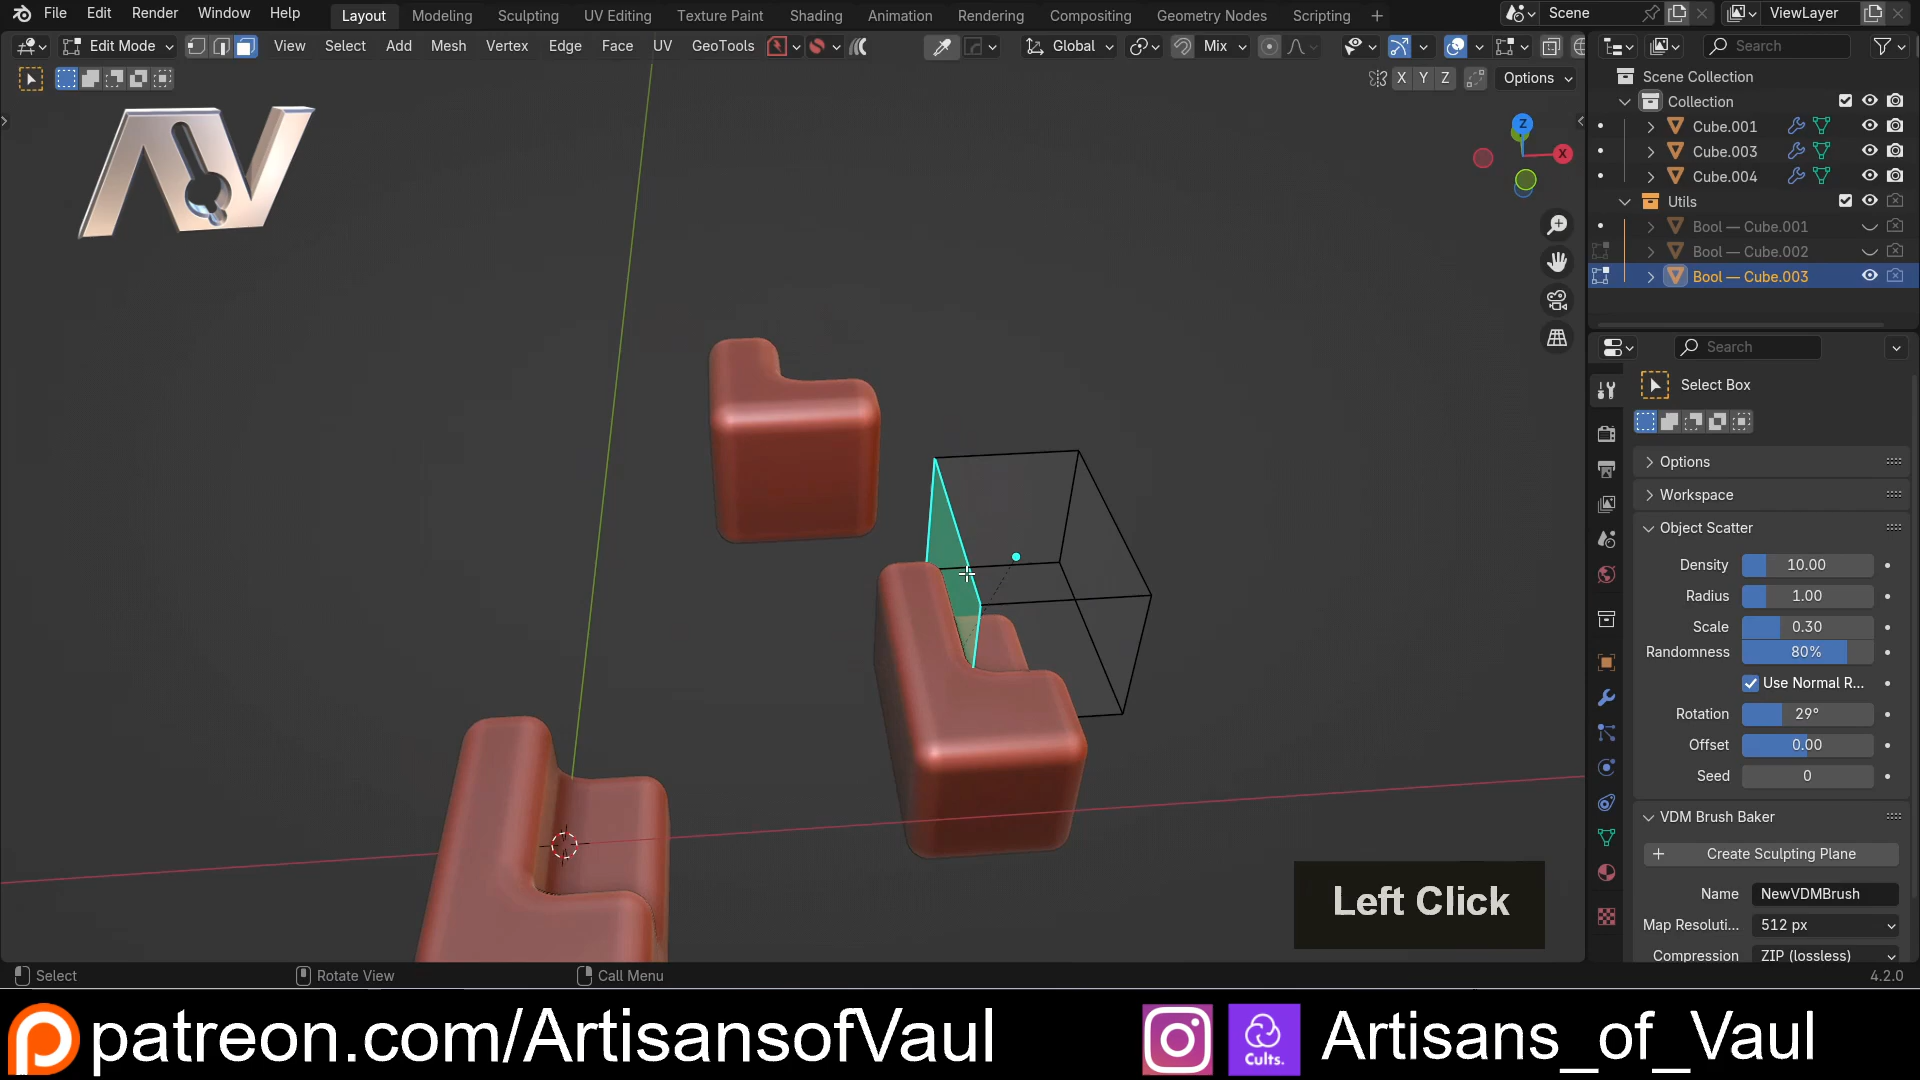 File Edit Render Window Help Layout Modeling Sculpting UV Editing Texture Paint Shading Animation Rendering Compositing Geometry Nodes Scripting + Scene ViewLayer
Edit Mode View Select Add Mesh Vertex Edge Face UV GeoTools Global Mix Search
X Y Z Options
Scene Collection
Collection
Cube.001
Cube.003
Cube.004
Utils
Bool — Cube.001
Bool — Cube.002
Bool — Cube.003
Z
X
AV
Search
Select Box
Options
Workspace
Object Scatter
Density 10.00
Radius 1.00
Scale 0.30
Randomness 80%
Use Normal R...
Rotation 29°
Offset 0.00
Seed 0
VDM Brush Baker
+ Create Sculpting Plane
Name NewVDMBrush
Map Resoluti... 512 px
Compression ZIP (lossless)
Left Click
Select Rotate View Call Menu 4.2.0
patreon.com/ArtisansofVaul Cults. Artisans_of_Vaul